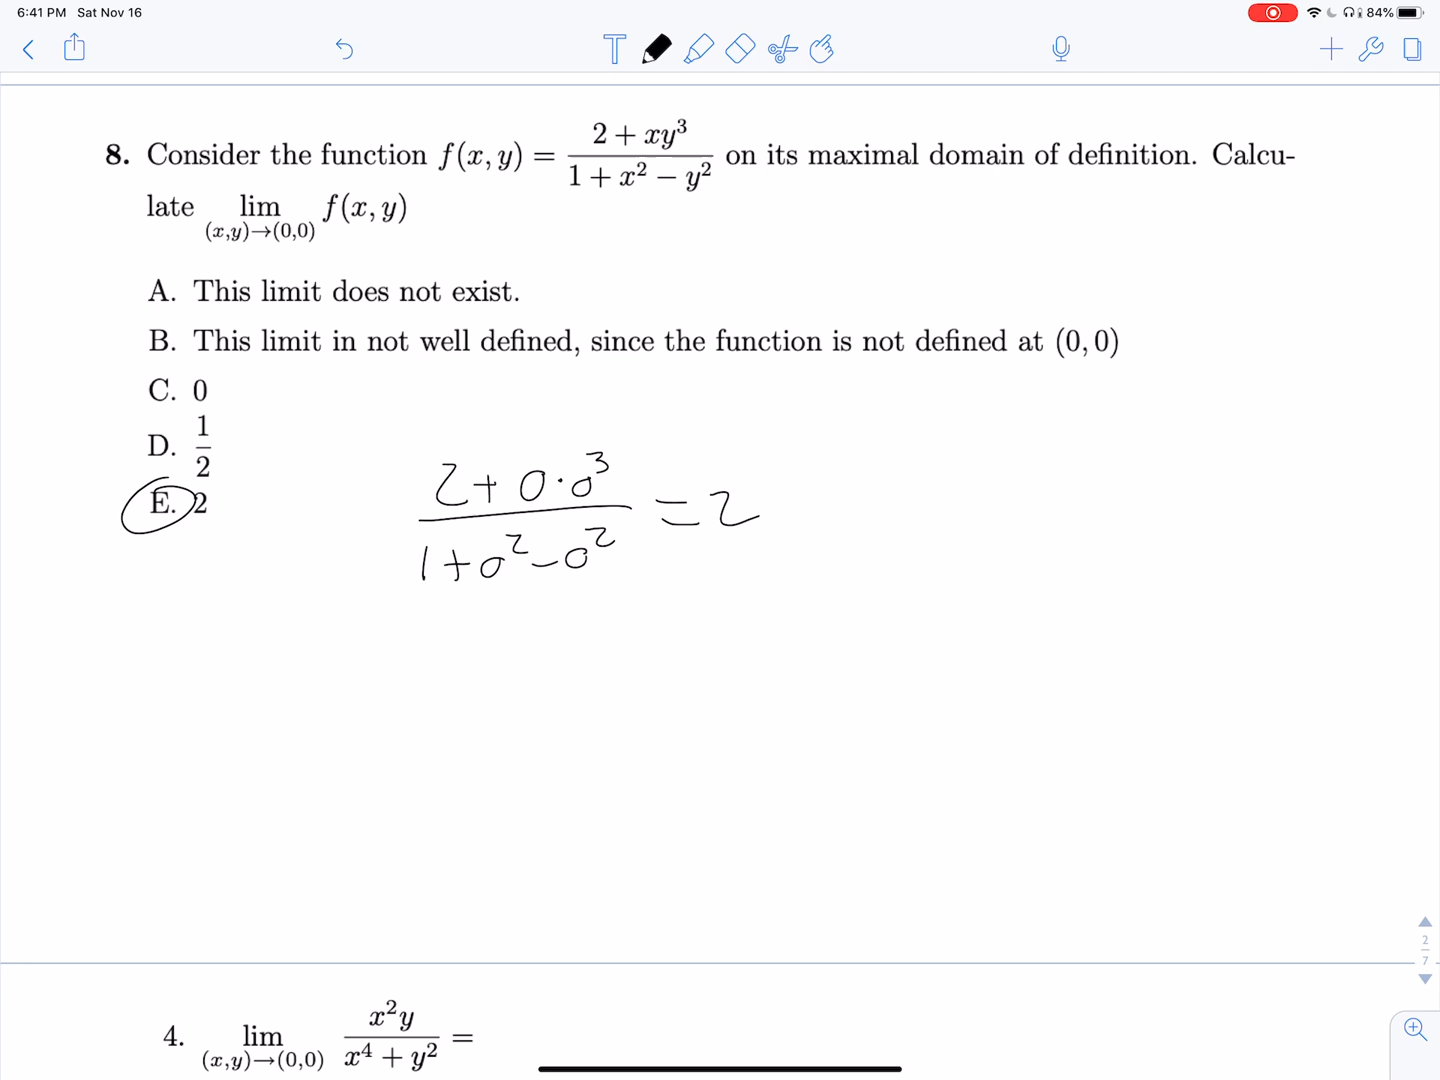 6:41 PM Sat Nov 16
84%
8. Consider the function f(x, y) = (2 + xy³)/(1 + x² − y²) on its maximal domain of definition. Calcu-
late lim_{(x,y)→(0,0)} f(x, y)
A. This limit does not exist.
B. This limit in not well defined, since the function is not defined at (0, 0)
C. 0
D. 1/2
E. 2
(2 + 0·0³)/(1 + 0² − 0²) = 2
2
7
4. lim_{(x,y)→(0,0)} x²y/(x⁴ + y²) =